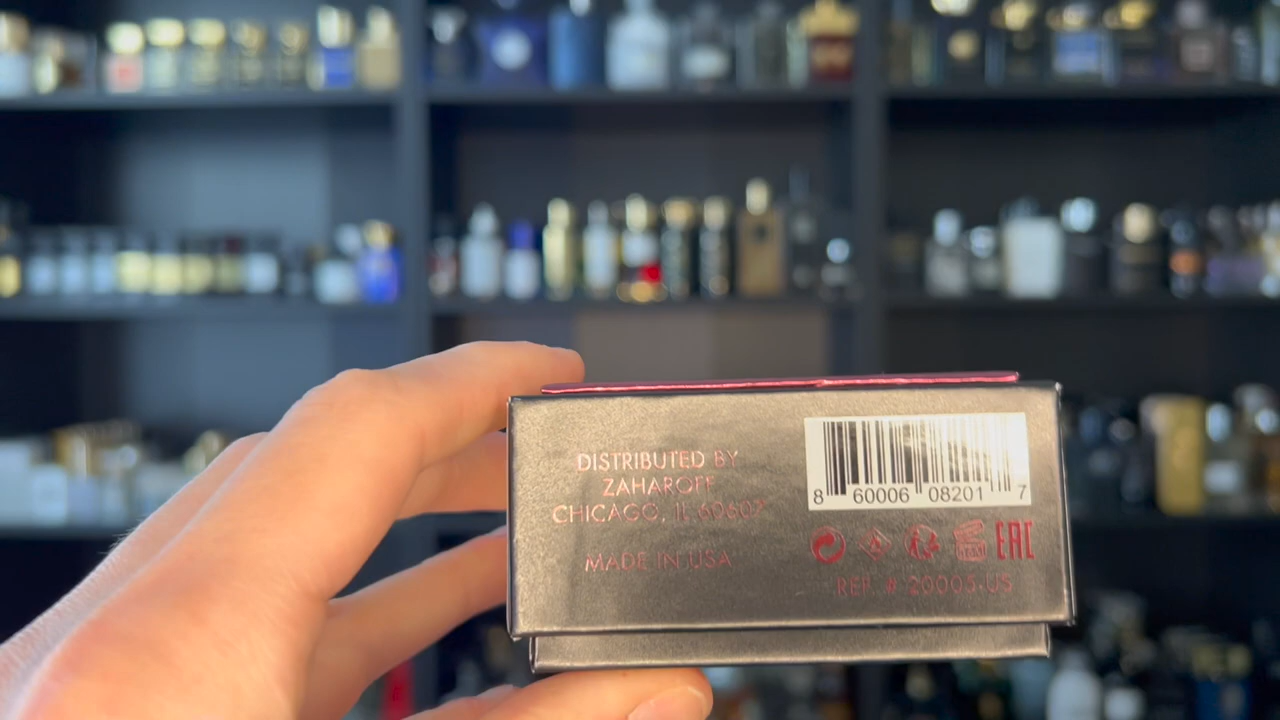 DISTRIBUTED BY
ZAHAROFF
CHICAGO, IL 60607
MADE IN USA
8 60006 08201 7
EAC
REF. # 20005-US